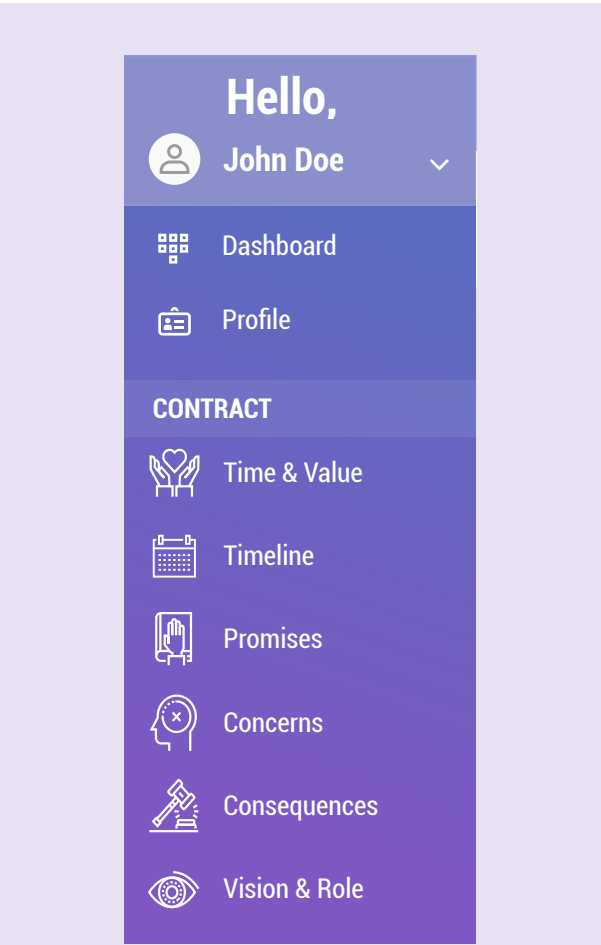 Hello,
John Doe
Dashboard
Profile
CONTRACT
Time & Value
Timeline
Promises
Concerns
Consequences
Vision & Role